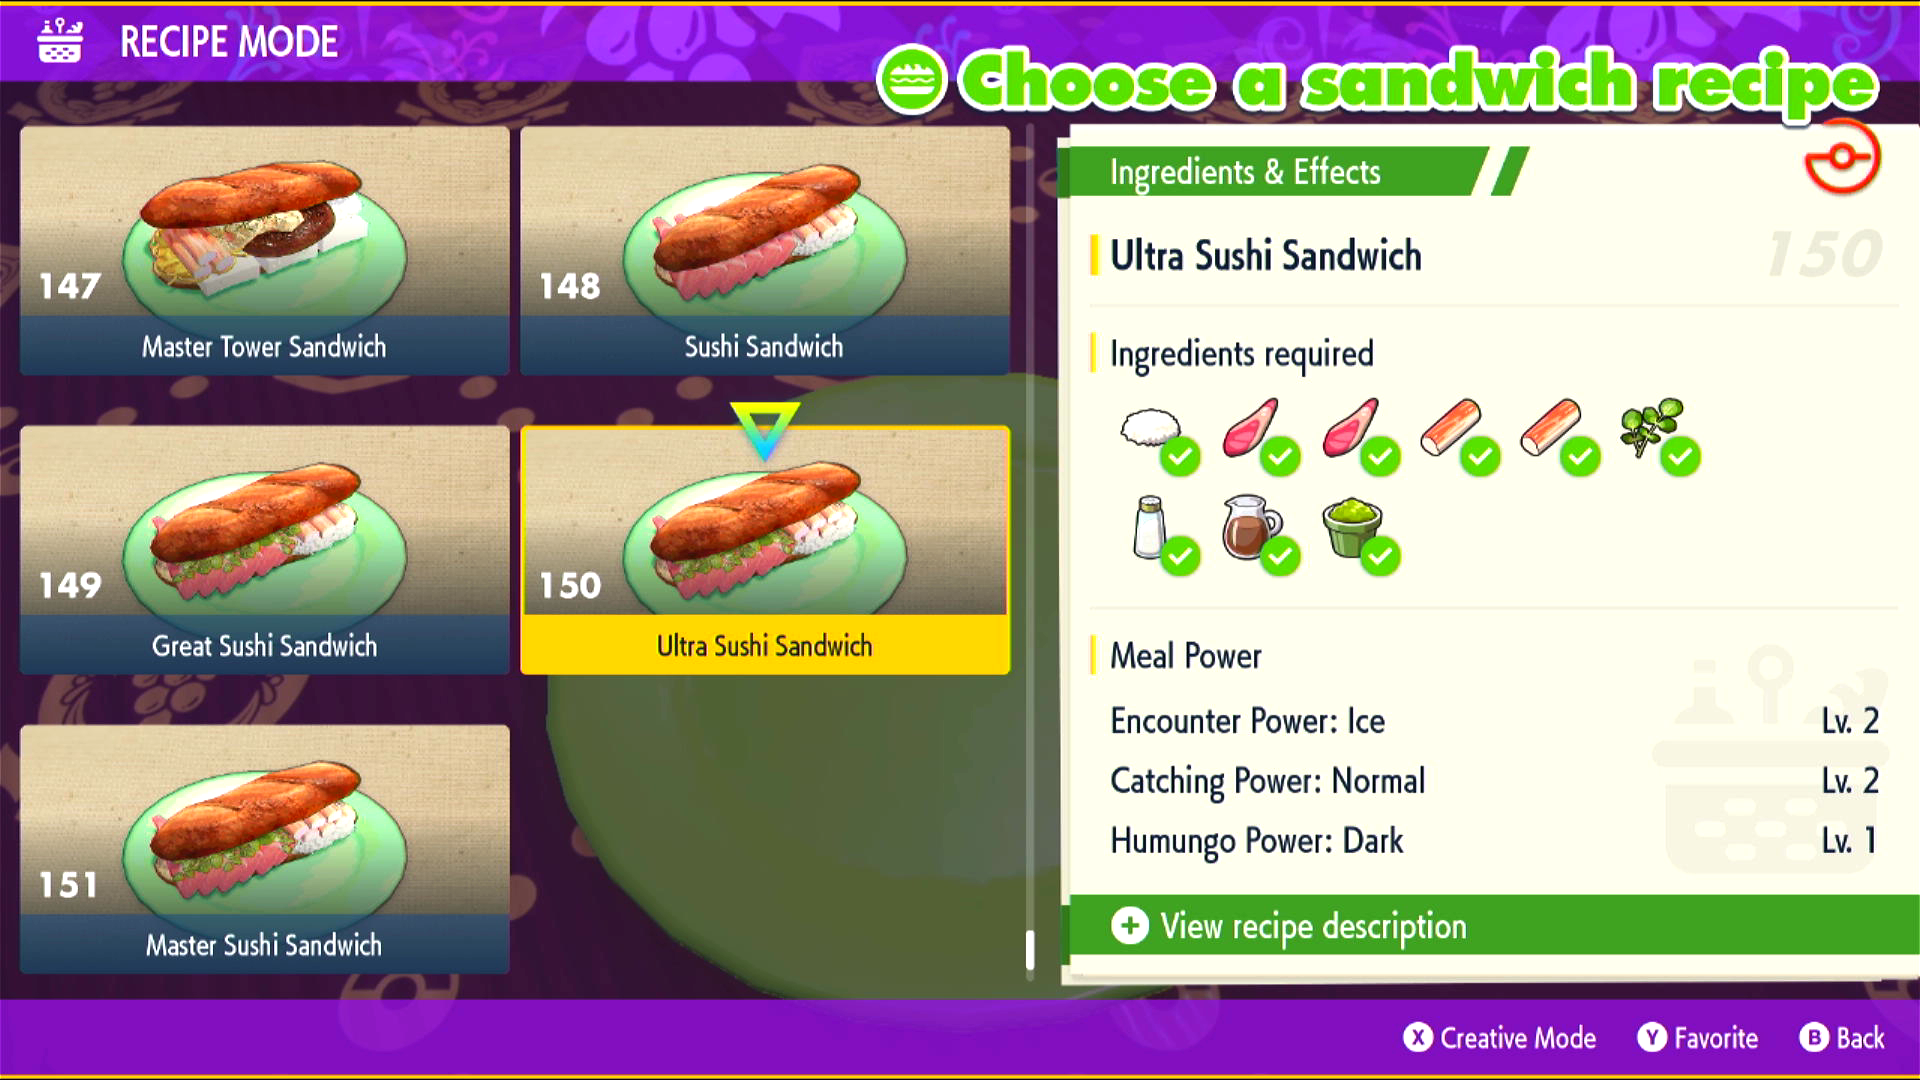 RECIPE MODE
Choose a sandwich recipe
147
Master Tower Sandwich
148
Sushi Sandwich
149
Great Sushi Sandwich
150
Ultra Sushi Sandwich
151
Master Sushi Sandwich
Ingredients & Effects
Ultra Sushi Sandwich 150
Ingredients required
Meal Power
Encounter Power: Ice Lv. 2
Catching Power: Normal Lv. 2
Humungo Power: Dark Lv. 1
+ View recipe description
X Creative Mode Y Favorite B Back